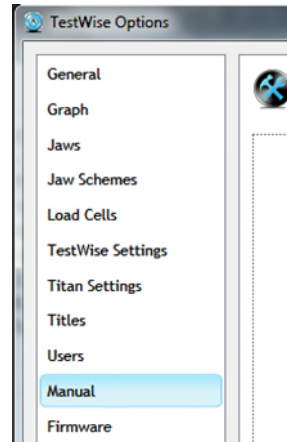 TestWise Options
General
Graph
Jaws
Jaw Schemes
Load Cells
TestWise Settings
Titan Settings
Titles
Users
Manual
Firmware